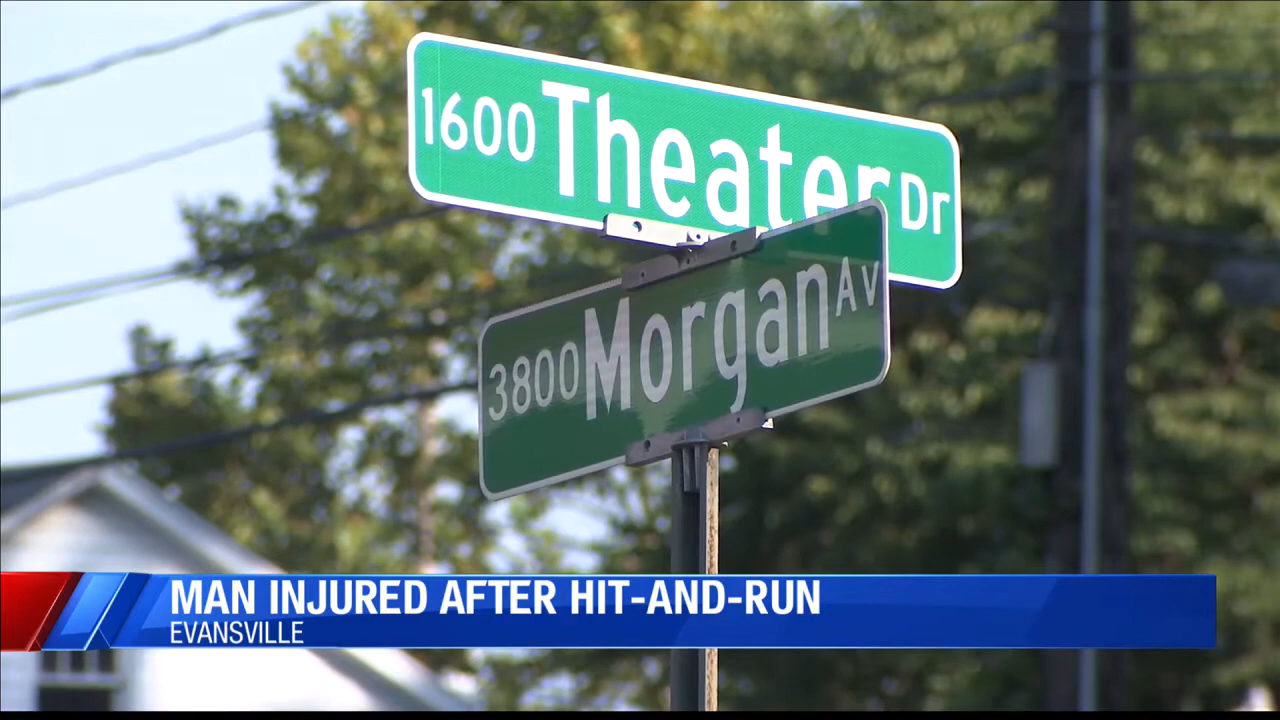 1600 Theater Dr
3800 Morgan Av
MAN INJURED AFTER HIT-AND-RUN
EVANSVILLE